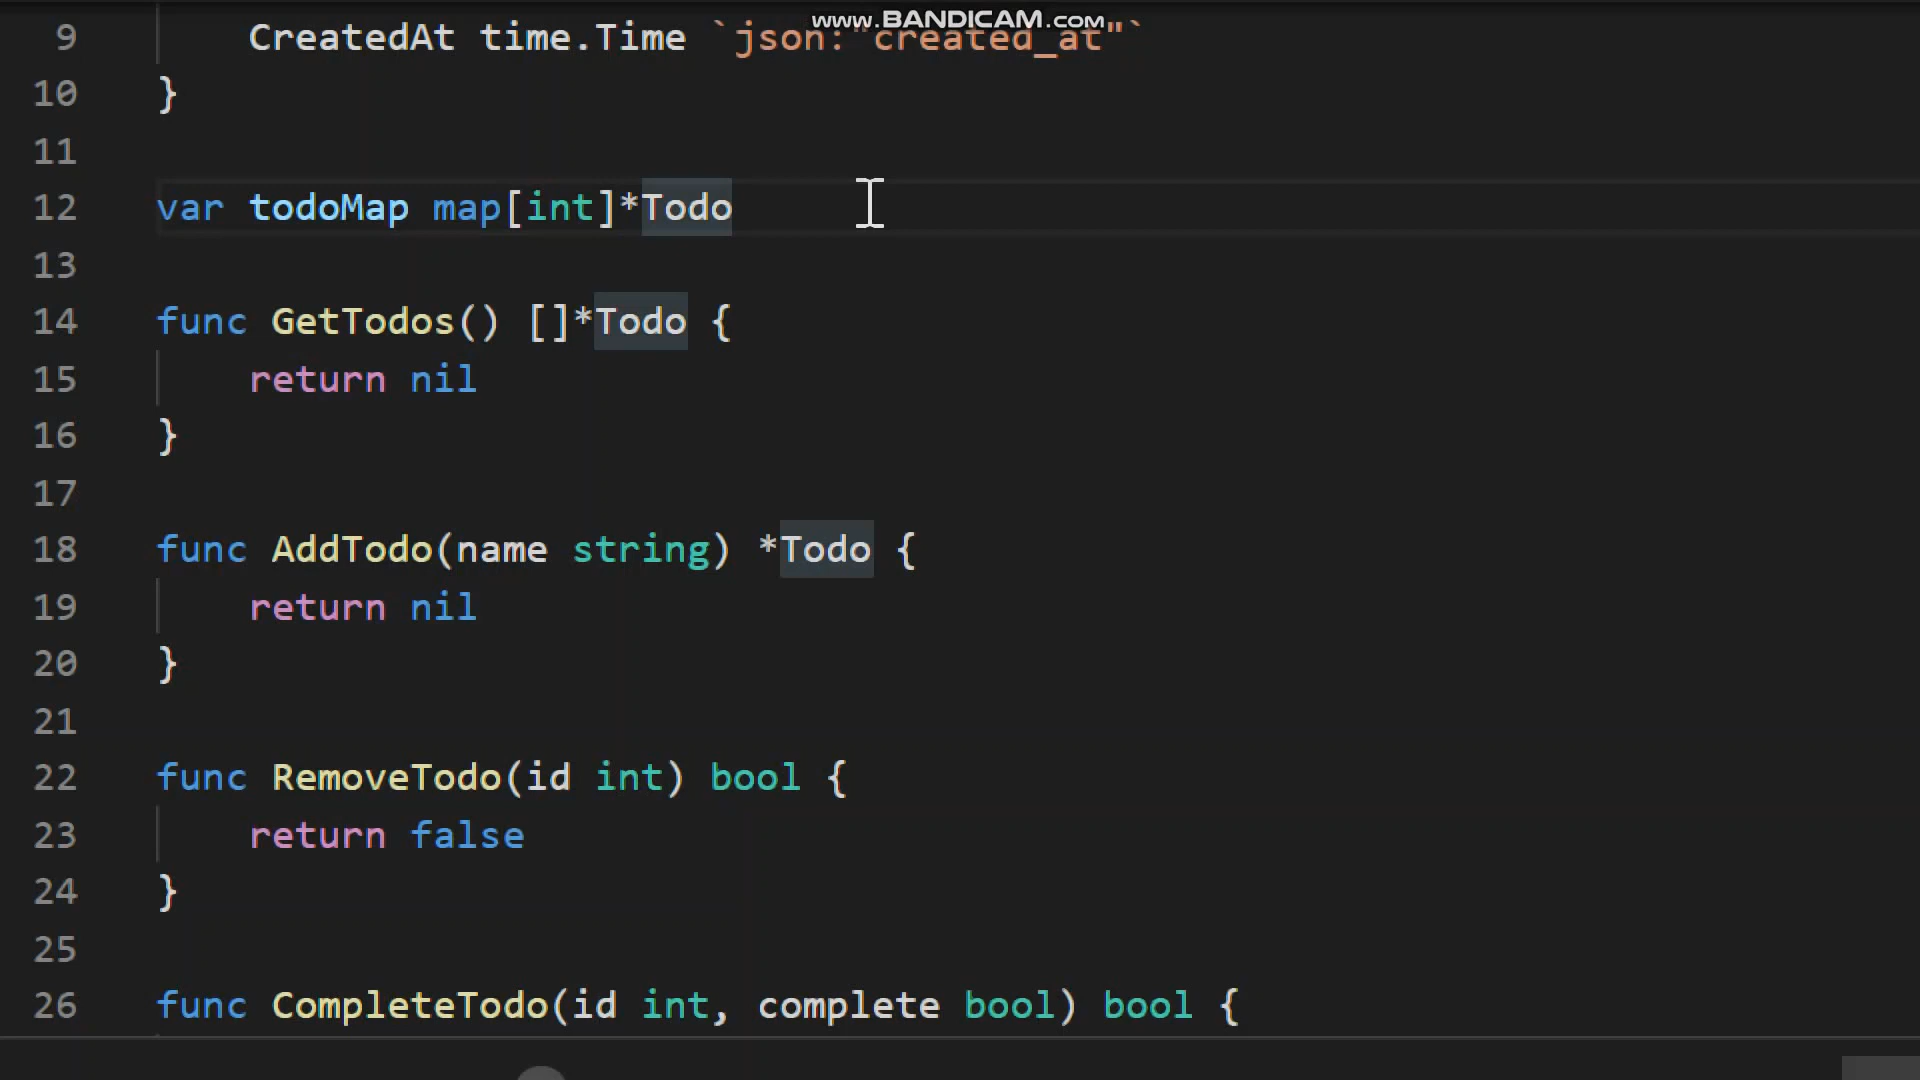 www.BANDICAM.com
9 CreatedAt time.Time `json:"created_at"`
10 }
11
12 var todoMap map[int]*Todo
13
14 func GetTodos() []*Todo {
15 return nil
16 }
17
18 func AddTodo(name string) *Todo {
19 return nil
20 }
21
22 func RemoveTodo(id int) bool {
23 return false
24 }
25
26 func CompleteTodo(id int, complete bool) bool {